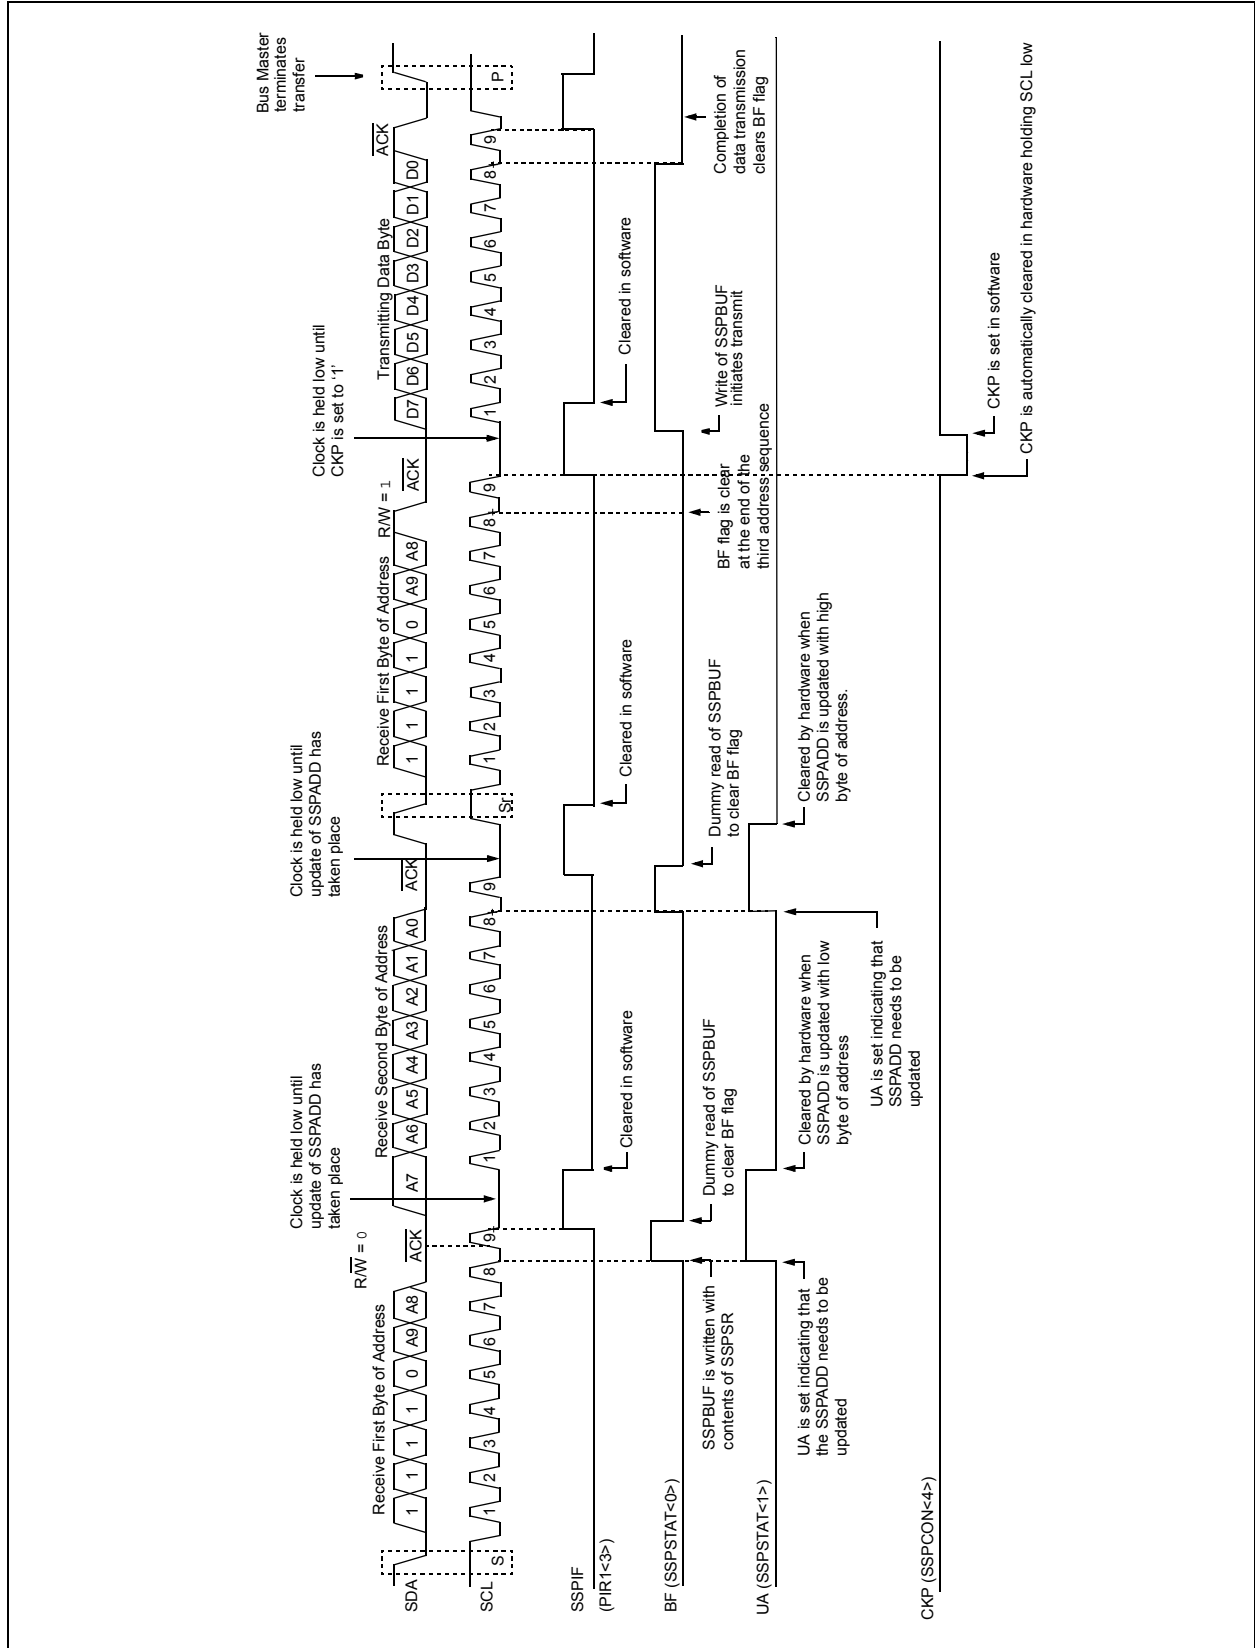 Bus Master
terminates
transfer
Clock is held low until
CKP is set to ‘1’
Clock is held low until
update of SSPADD has
taken place
Clock is held low until
update of SSPADD has
taken place
R/W = 0
R/W = 1
Receive First Byte of Address
ACK
Receive Second Byte of Address
ACK
Receive First Byte of Address
ACK
Transmitting Data Byte
ACK
SDA
1 1 1 1 0 A9 A8
A7 A6 A5 A4 A3 A2 A1 A0
1 1 1 1 0 A9 A8
D7 D6 D5 D4 D3 D2 D1 D0
SCL
S
1 2 3 4 5 6 7 8 9
1 2 3 4 5 6 7 8 9
Sr
1 2 3 4 5 6 7 8 9
1 2 3 4 5 6 7 8 9
P
SSPIF
(PIR1<3>)
Cleared in software
Cleared in software
Cleared in software
BF (SSPSTAT<0>)
SSPBUF is written with
contents of SSPSR
Dummy read of SSPBUF
to clear BF flag
Dummy read of SSPBUF
to clear BF flag
BF flag is clear
at the end of the
third address sequence
Write of SSPBUF
initiates transmit
Completion of
data transmission
clears BF flag
UA (SSPSTAT<1>)
UA is set indicating that
the SSPADD needs to be
updated
Cleared by hardware when
SSPADD is updated with low
byte of address
UA is set indicating that
SSPADD needs to be
updated
Cleared by hardware when
SSPADD is updated with high
byte of address.
CKP (SSPCON<4>)
CKP is set in software
CKP is automatically cleared in hardware holding SCL low